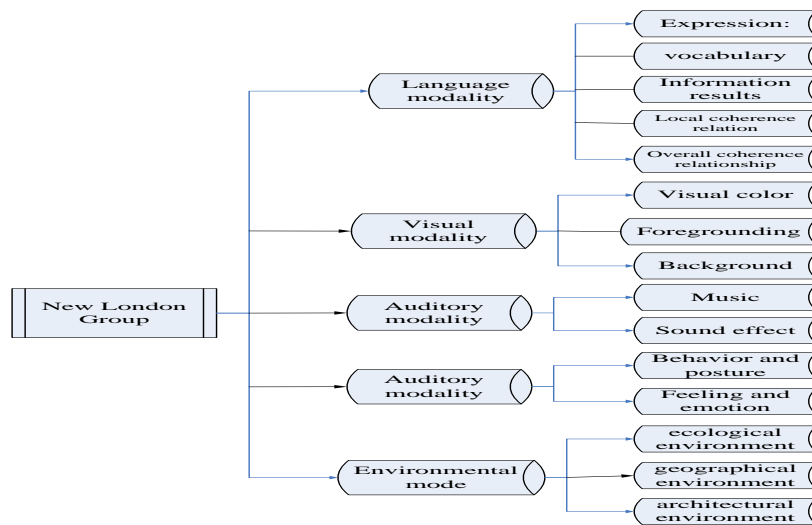 New London
Group
Language
modality
Expression:
vocabulary
Information
results
Local coherence
relation
Overall coherence
relationship
Visual
modality
Visual color
Foregrounding
Background
Auditory
modality
Music
Sound effect
Auditory
modality
Behavior and
posture
Feeling and
emotion
Environmental
mode
ecological
environment
geographical
environment
architectural
environment